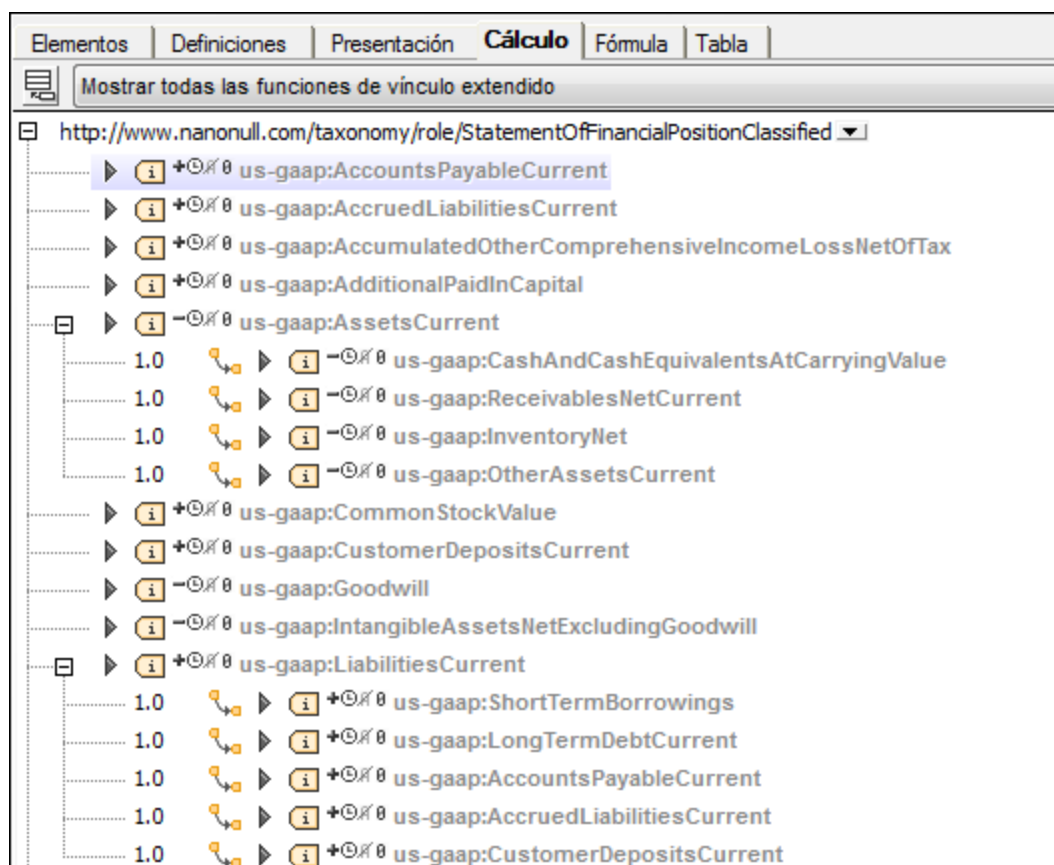 Elementos Definiciones Presentación Cálculo Fórmula Tabla
Mostrar todas las funciones de vínculo extendido
http://www.nanonull.com/taxonomy/role/StatementOfFinancialPositionClassified
us-gaap:AccountsPayableCurrent
us-gaap:AccruedLiabilitiesCurrent
us-gaap:AccumulatedOtherComprehensiveIncomeLossNetOfTax
us-gaap:AdditionalPaidInCapital
us-gaap:AssetsCurrent
1.0 us-gaap:CashAndCashEquivalentsAtCarryingValue
1.0 us-gaap:ReceivablesNetCurrent
1.0 us-gaap:InventoryNet
1.0 us-gaap:OtherAssetsCurrent
us-gaap:CommonStockValue
us-gaap:CustomerDepositsCurrent
us-gaap:Goodwill
us-gaap:IntangibleAssetsNetExcludingGoodwill
us-gaap:LiabilitiesCurrent
1.0 us-gaap:ShortTermBorrowings
1.0 us-gaap:LongTermDebtCurrent
1.0 us-gaap:AccountsPayableCurrent
1.0 us-gaap:AccruedLiabilitiesCurrent
1.0 us-gaap:CustomerDepositsCurrent